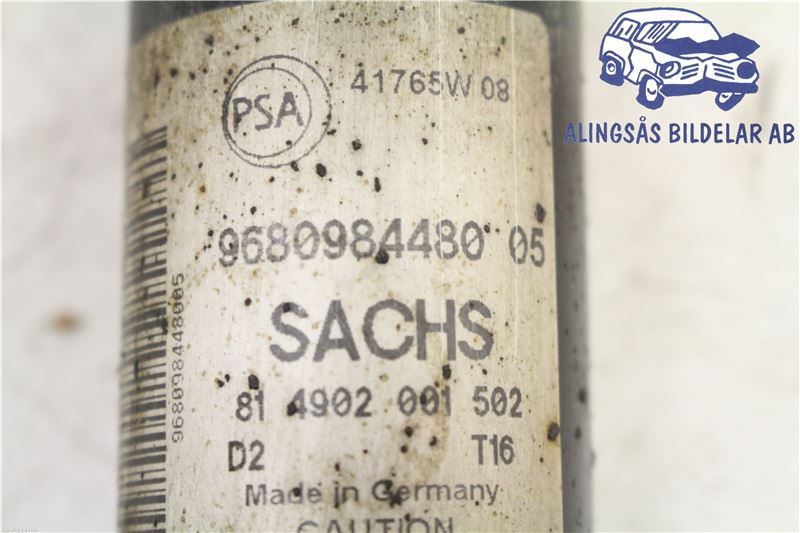 PSA
41765W 08
ALINGSÅS BILDELAR AB
9680984480 05
SACHS
81 4902 001 502
D2 T16
Made in Germany
CAUTION
968098448005